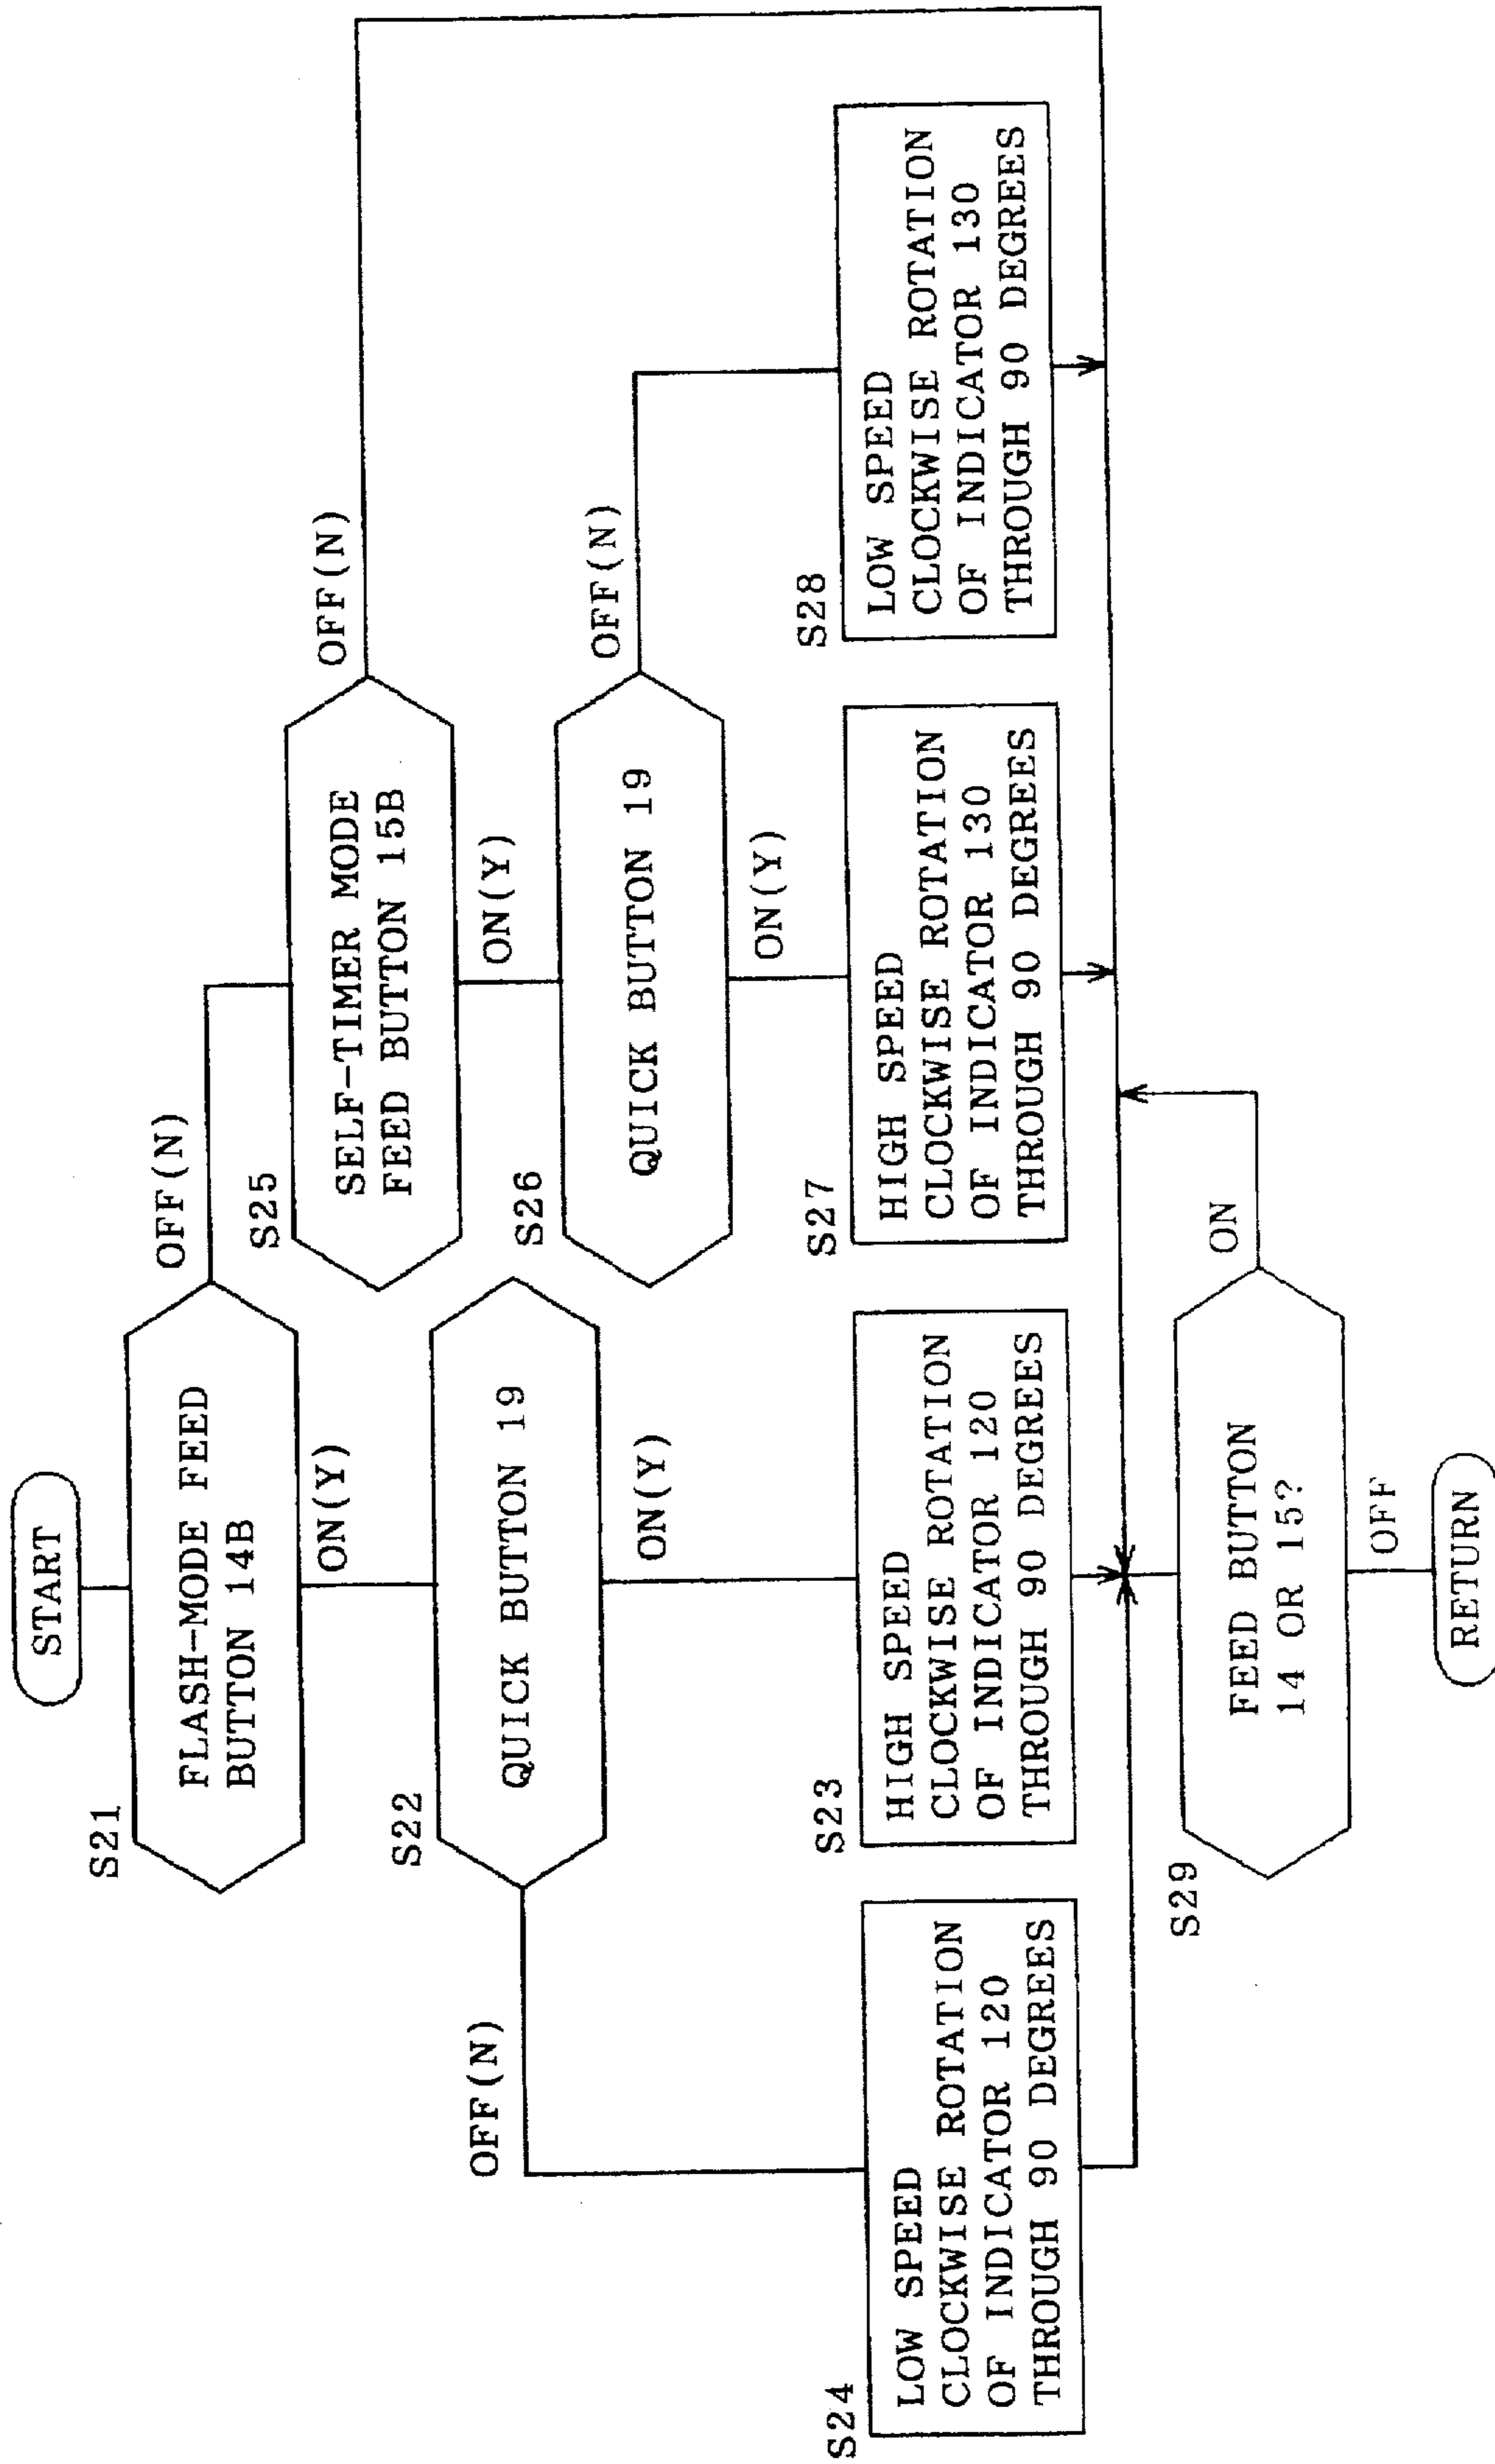 START
S21
FLASH-MODE FEED
BUTTON 14B
OFF(N)
ON(Y)
S22
QUICK BUTTON 19
OFF(N)
ON(Y)
S25
SELF-TIMER MODE
FEED BUTTON 15B
OFF(N)
ON(Y)
S26
QUICK BUTTON 19
OFF(N)
ON(Y)
S24
LOW SPEED
CLOCKWISE ROTATION
OF INDICATOR 120
THROUGH 90 DEGREES
S23
HIGH SPEED
CLOCKWISE ROTATION
OF INDICATOR 120
THROUGH 90 DEGREES
S27
HIGH SPEED
CLOCKWISE ROTATION
OF INDICATOR 130
THROUGH 90 DEGREES
S28
LOW SPEED
CLOCKWISE ROTATION
OF INDICATOR 130
THROUGH 90 DEGREES
S29
FEED BUTTON
14 OR 15?
ON
OFF
RETURN